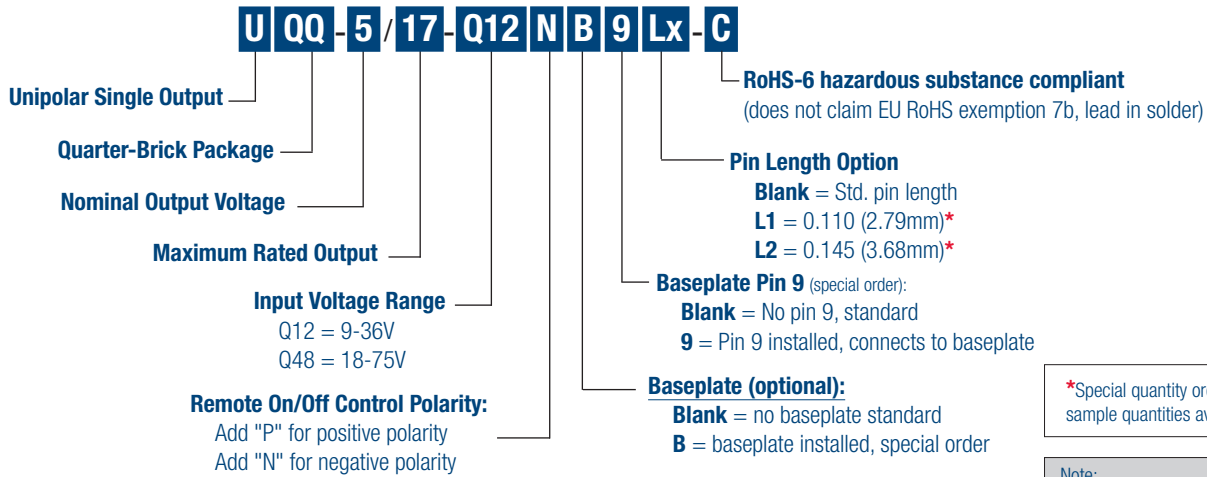 U QQ - 5 / 17 - Q12 N B 9 Lx - C
Unipolar Single Output
Quarter-Brick Package
Nominal Output Voltage
Maximum Rated Output
Input Voltage Range
Q12 = 9-36V
Q48 = 18-75V
Remote On/Off Control Polarity:
Add "P" for positive polarity
Add "N" for negative polarity
RoHS-6 hazardous substance compliant
(does not claim EU RoHS exemption 7b, lead in solder)
Pin Length Option
Blank = Std. pin length
L1 = 0.110 (2.79mm)*
L2 = 0.145 (3.68mm)*
Baseplate Pin 9 (special order):
Blank = No pin 9, standard
9 = Pin 9 installed, connects to baseplate
Baseplate (optional):
Blank = no baseplate standard
B = baseplate installed, special order
*Special quantity
sample quantities
Note: